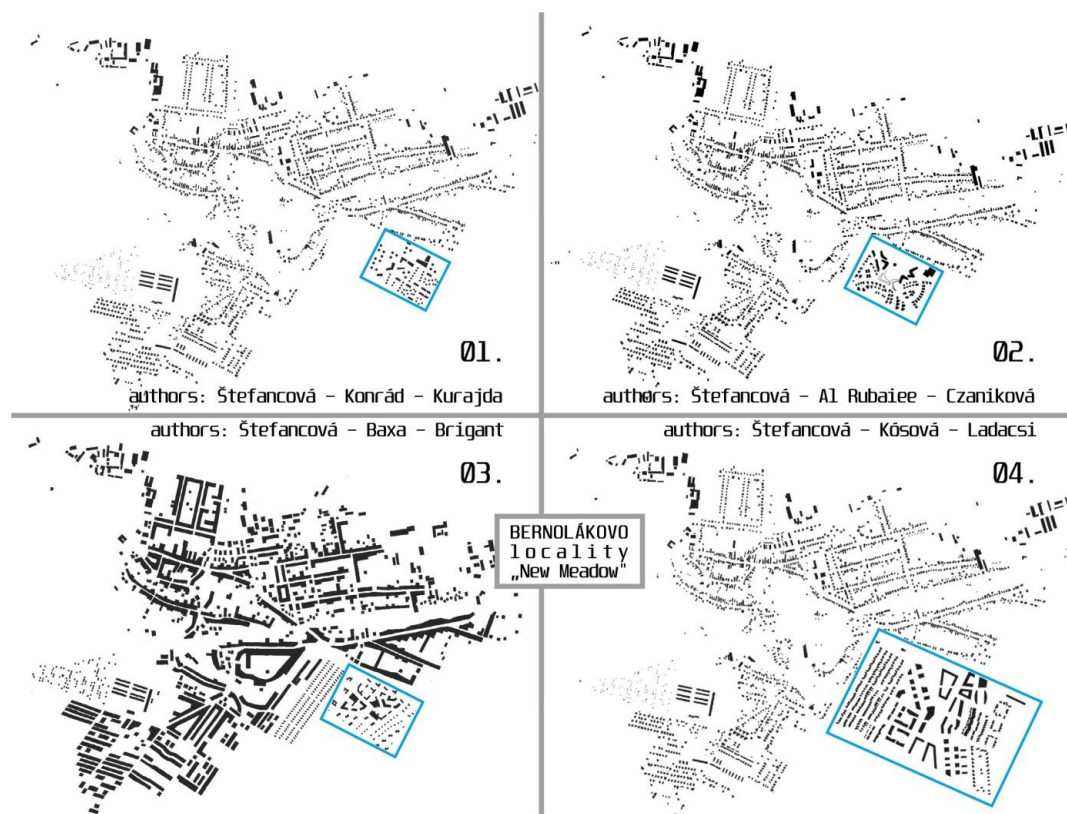 01.
authors: Štefancová - Konrád - Kurajda
02.
authors: Štefancová - Al Rubaiee - Czaniková
authors: Štefancová - Baxa - Brigant
03.
authors: Štefancová - Kósová - Ladacsi
04.
BERNOLÁKOVO
locality
„New Meadow"